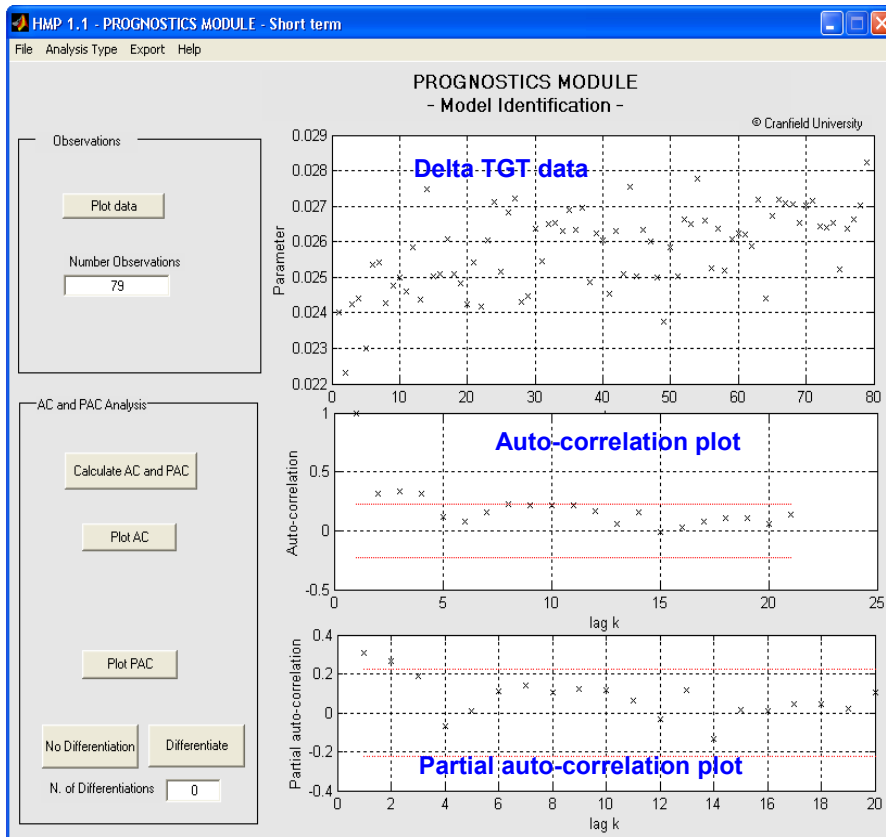 HMP 1.1 - PROGNOSTICS MODULE - Short term
File Analysis Type Export Help
PROGNOSTICS MODULE
- Model Identification -
© Cranfield University
Observations
Plot data
Number Observations
79
Delta TGT data
Parameter
0.029
0.028
0.027
0.026
0.025
0.024
0.023
0.022
0 10 20 30 40 50 60 70 80
AC and PAC Analysis
Calculate AC and PAC
Plot AC
Plot PAC
No Differentiation
Differentiate
N. of Differentiations
0
Auto-correlation plot
Auto-correlation
1
0.5
0
-0.5
0 5 10 15 20 25
lag k
Partial auto-correlation plot
Partial auto-correlation
0.4
0.2
0
-0.2
-0.4
0 2 4 6 8 10 12 14 16 18 20
lag k